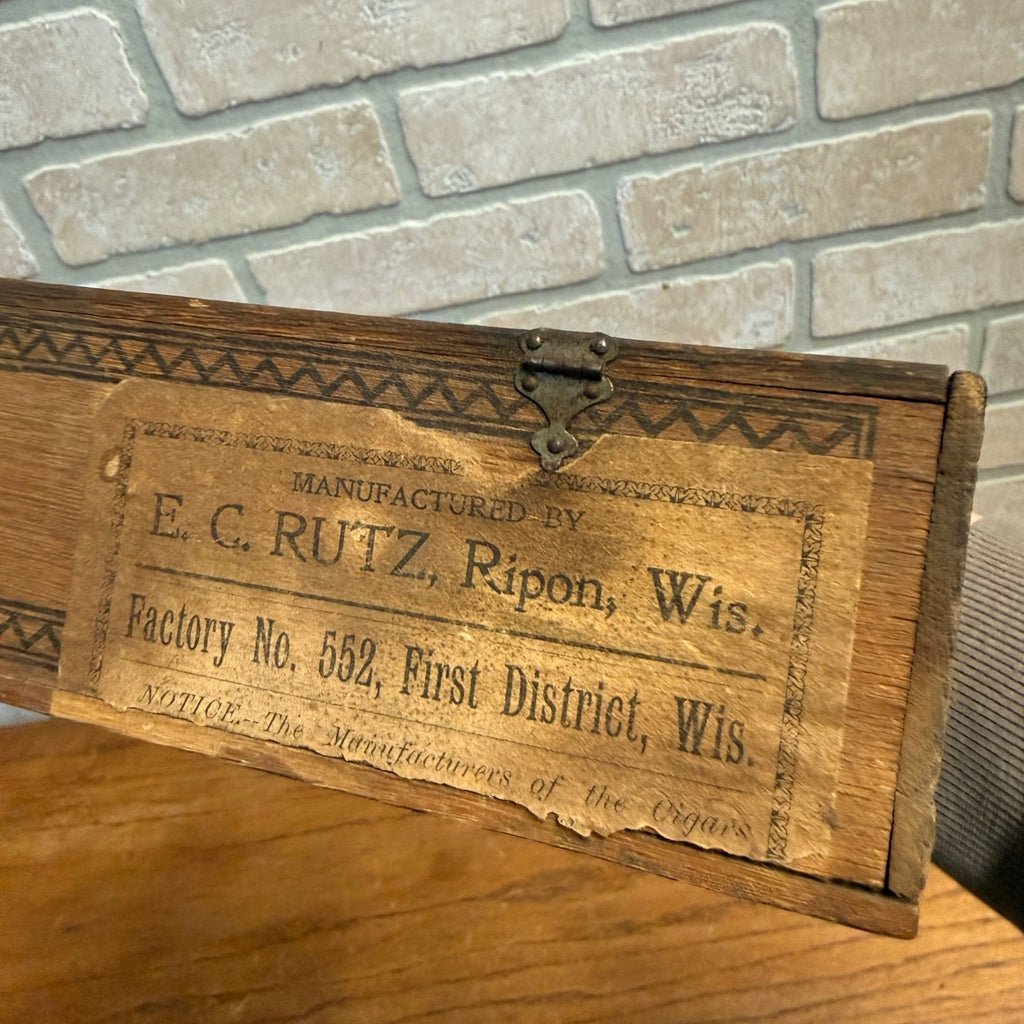 MANUFACTURED BY
E. C. RUTZ., Ripon, Wis.
Factory No. 552, First District, Wis.
NOTICE.--The Manufacturers of the Cigars